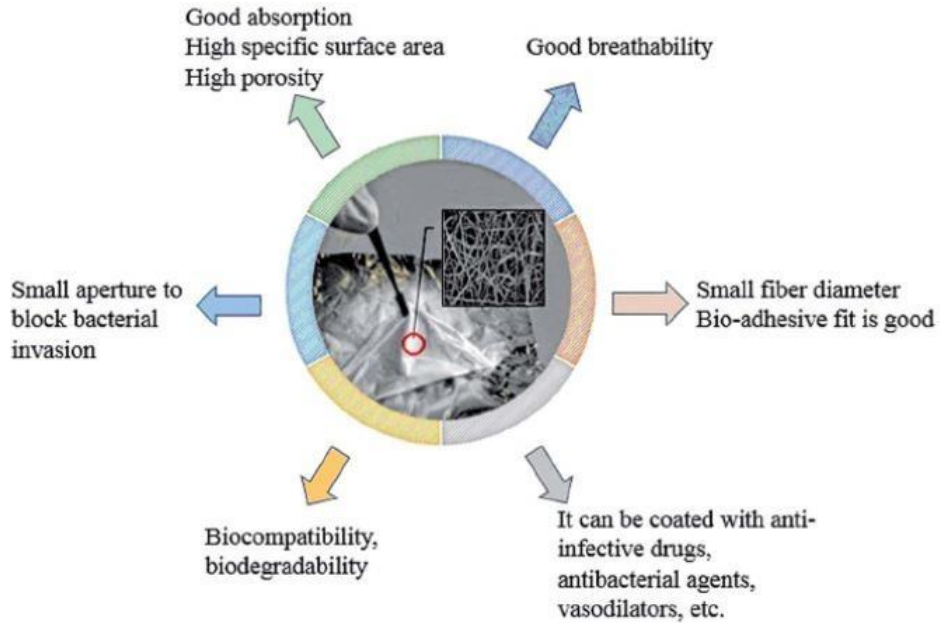 Good absorption
High specific surface area
High porosity
Good breathability
Small aperture to
block bacterial
invasion
Small fiber diameter
Bio-adhesive fit is good
Biocompatibility,
biodegradability
It can be coated with anti-
infective drugs,
antibacterial agents,
vasodilators, etc.